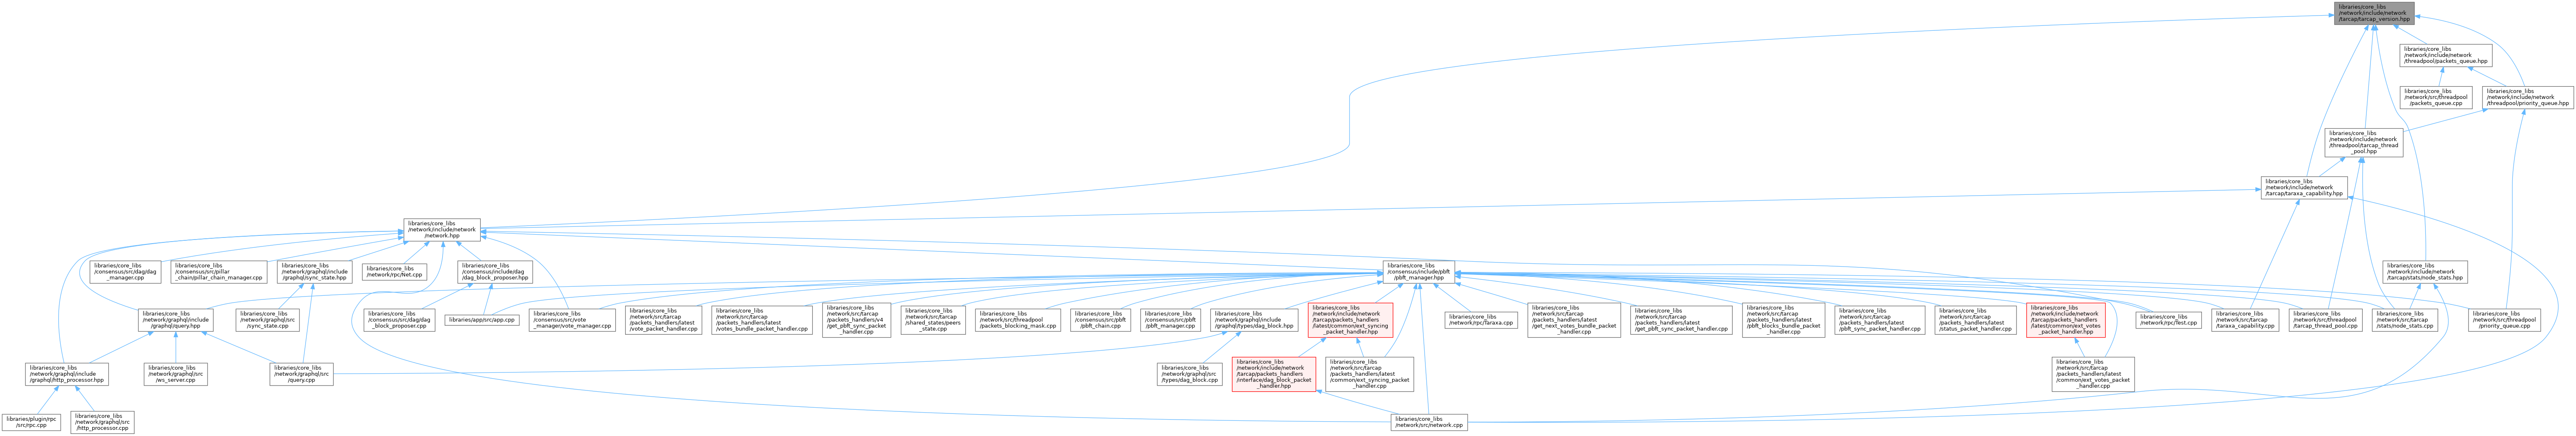 libraries/core_libs
/network/include/network
/tarcap/tarcap_version.hpp
libraries/core_libs
/network/include/network
/threadpool/packets_queue.hpp
libraries/core_libs
/network/src/threadpool
/packets_queue.cpp
libraries/core_libs
/network/include/network
/threadpool/priority_queue.hpp
libraries/core_libs
/network/include/network
/threadpool/tarcap_thread
_pool.hpp
libraries/core_libs
/network/include/network
/tarcap/taraxa_capability.hpp
libraries/core_libs
/network/include/network
/network.hpp
libraries/core_libs
/consensus/src/dag/dag
_manager.cpp
libraries/core_libs
/consensus/src/pillar
_chain/pillar_chain_manager.cpp
libraries/core_libs
/network/graphql/include
/graphql/sync_state.hpp
libraries/core_libs
/network/rpc/Net.cpp
libraries/core_libs
/consensus/include/dag
/dag_block_proposer.hpp
libraries/core_libs
/consensus/include/pbft
/pbft_manager.hpp
libraries/core_libs
/network/include/network
/tarcap/stats/node_stats.hpp
libraries/core_libs
/network/graphql/include
/graphql/query.hpp
libraries/core_libs
/network/graphql/src
/sync_state.cpp
libraries/core_libs
/consensus/src/dag/dag
_block_proposer.cpp
libraries/app/src/app.cpp
libraries/core_libs
/consensus/src/vote
_manager/vote_manager.cpp
libraries/core_libs
/network/src/tarcap
/packets_handlers/latest
/vote_packet_handler.cpp
libraries/core_libs
/network/src/tarcap
/packets_handlers/latest
/votes_bundle_packet_handler.cpp
libraries/core_libs
/network/src/tarcap
/packets_handlers/v4
/get_pbft_sync_packet
_handler.cpp
libraries/core_libs
/network/src/tarcap
/shared_states/peers
_state.cpp
libraries/core_libs
/network/src/threadpool
/packets_blocking_mask.cpp
libraries/core_libs
/consensus/src/pbft
/pbft_chain.cpp
libraries/core_libs
/consensus/src/pbft
/pbft_manager.cpp
libraries/core_libs
/network/graphql/include
/graphql/types/dag_block.hpp
libraries/core_libs
/network/include/network
/tarcap/packets_handlers
/latest/common/ext_syncing
_packet_handler.hpp
libraries/core_libs
/network/rpc/Taraxa.cpp
libraries/core_libs
/network/src/tarcap
/packets_handlers/latest
/get_next_votes_bundle_packet
_handler.cpp
libraries/core_libs
/network/src/tarcap
/packets_handlers/latest
/get_pbft_sync_packet_handler.cpp
libraries/core_libs
/network/src/tarcap
/packets_handlers/latest
/pbft_blocks_bundle_packet
_handler.cpp
libraries/core_libs
/network/src/tarcap
/packets_handlers/latest
/pbft_sync_packet_handler.cpp
libraries/core_libs
/network/src/tarcap
/packets_handlers/latest
/status_packet_handler.cpp
libraries/core_libs
/network/include/network
/tarcap/packets_handlers
/latest/common/ext_votes
_packet_handler.hpp
libraries/core_libs
/network/rpc/Test.cpp
libraries/core_libs
/network/src/tarcap
/taraxa_capability.cpp
libraries/core_libs
/network/src/threadpool
/tarcap_thread_pool.cpp
libraries/core_libs
/network/src/tarcap
/stats/node_stats.cpp
libraries/core_libs
/network/src/threadpool
/priority_queue.cpp
libraries/core_libs
/network/graphql/include
/graphql/http_processor.hpp
libraries/core_libs
/network/graphql/src
/ws_server.cpp
libraries/core_libs
/network/graphql/src
/query.cpp
libraries/core_libs
/network/graphql/src
/types/dag_block.cpp
libraries/core_libs
/network/include/network
/tarcap/packets_handlers
/interface/dag_block_packet
_handler.hpp
libraries/core_libs
/network/src/tarcap
/packets_handlers/latest
/common/ext_syncing_packet
_handler.cpp
libraries/core_libs
/network/src/tarcap
/packets_handlers/latest
/common/ext_votes_packet
_handler.cpp
libraries/plugin/rpc
/src/rpc.cpp
libraries/core_libs
/network/graphql/src
/http_processor.cpp
libraries/core_libs
/network/src/network.cpp